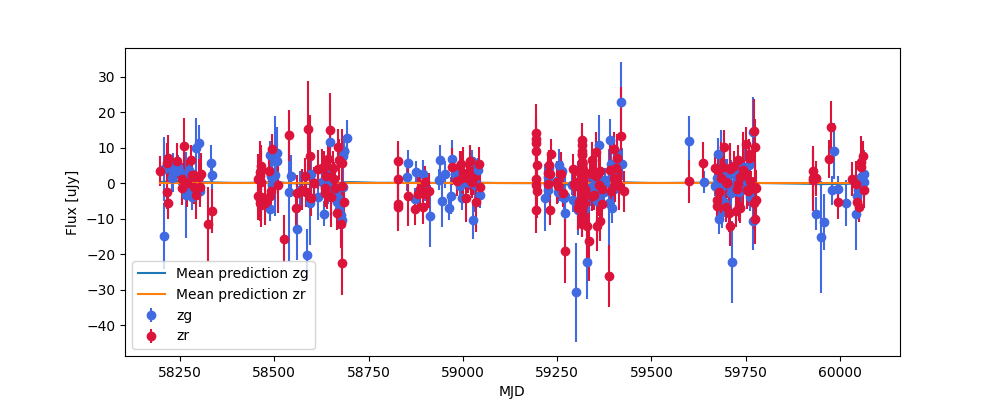 30
20
10
0
−10
−20
−30
−40
Flux [uJy]
Mean prediction zg
Mean prediction zr
zg
zr
58250 58500 58750 59000 59250 59500 59750 60000
MJD